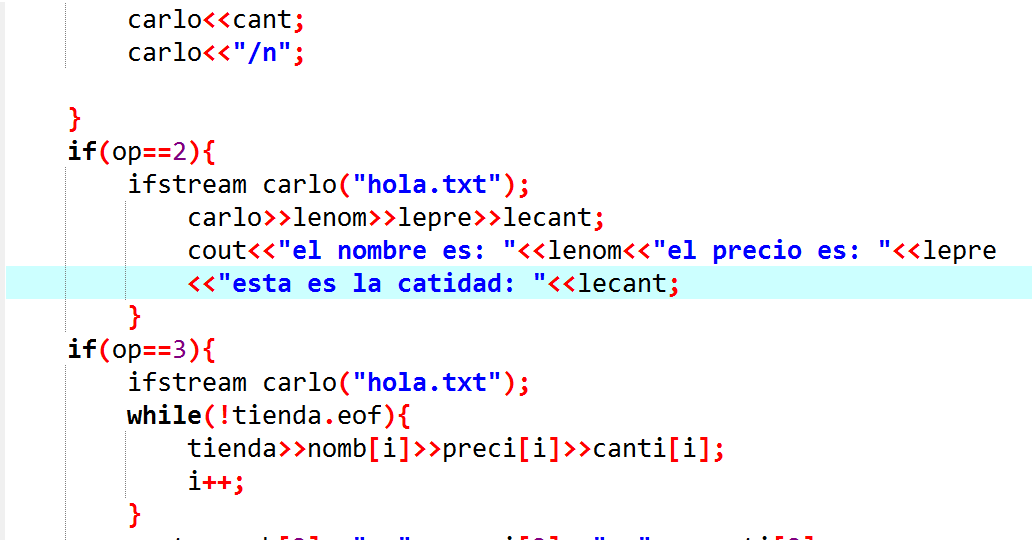 carlo<<cant;
carlo<<"/n";
}
if(op==2){
ifstream carlo("hola.txt");
carlo>>lenom>>lepre>>lecant;
cout<<"el nombre es: "<<lenom<<"el precio es: "<<lepre
<<"esta es la catidad: "<<lecant;
}
if(op==3){
ifstream carlo("hola.txt");
while(!tienda.eof){
tienda>>nomb[i]>>preci[i]>>canti[i];
i++;
}